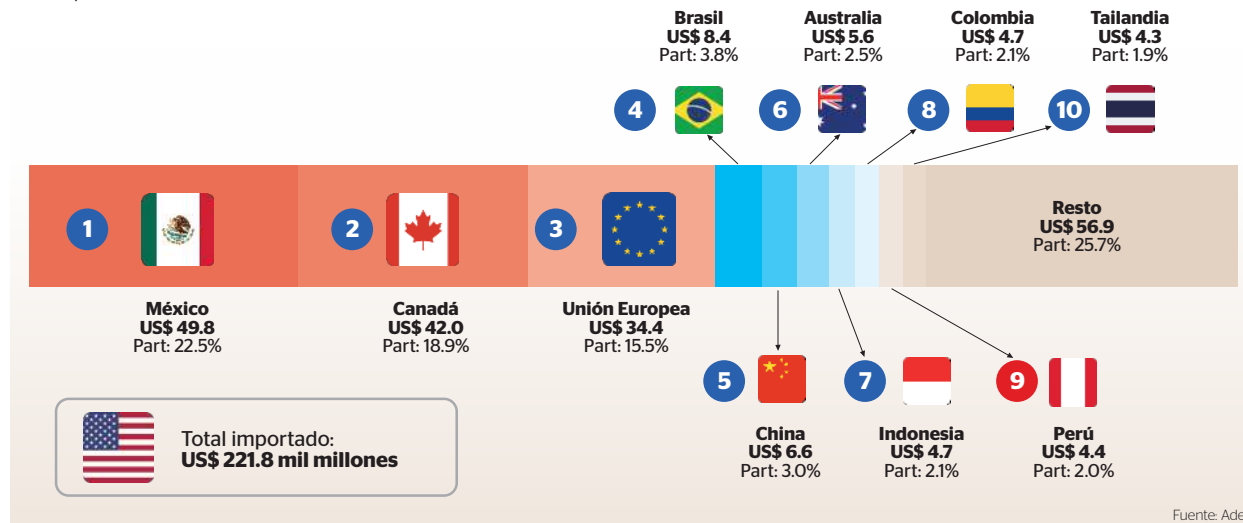 Brasil
US$ 8.4
Part: 3.8%
Australia
US$ 5.6
Part: 2.5%
Colombia
US$ 4.7
Part: 2.1%
Tailandia
US$ 4.3
Part: 1.9%
4
6
8
10
1
2
3
Resto
US$ 56.9
Part: 25.7%
México
US$ 49.8
Part: 22.5%
Canadá
US$ 42.0
Part: 18.9%
Unión Europea
US$ 34.4
Part: 15.5%
5
7
9
China
US$ 6.6
Part: 3.0%
Indonesia
US$ 4.7
Part: 2.1%
Perú
US$ 4.4
Part: 2.0%
Total importado:
US$ 221.8 mil millones
Fuente: Ade